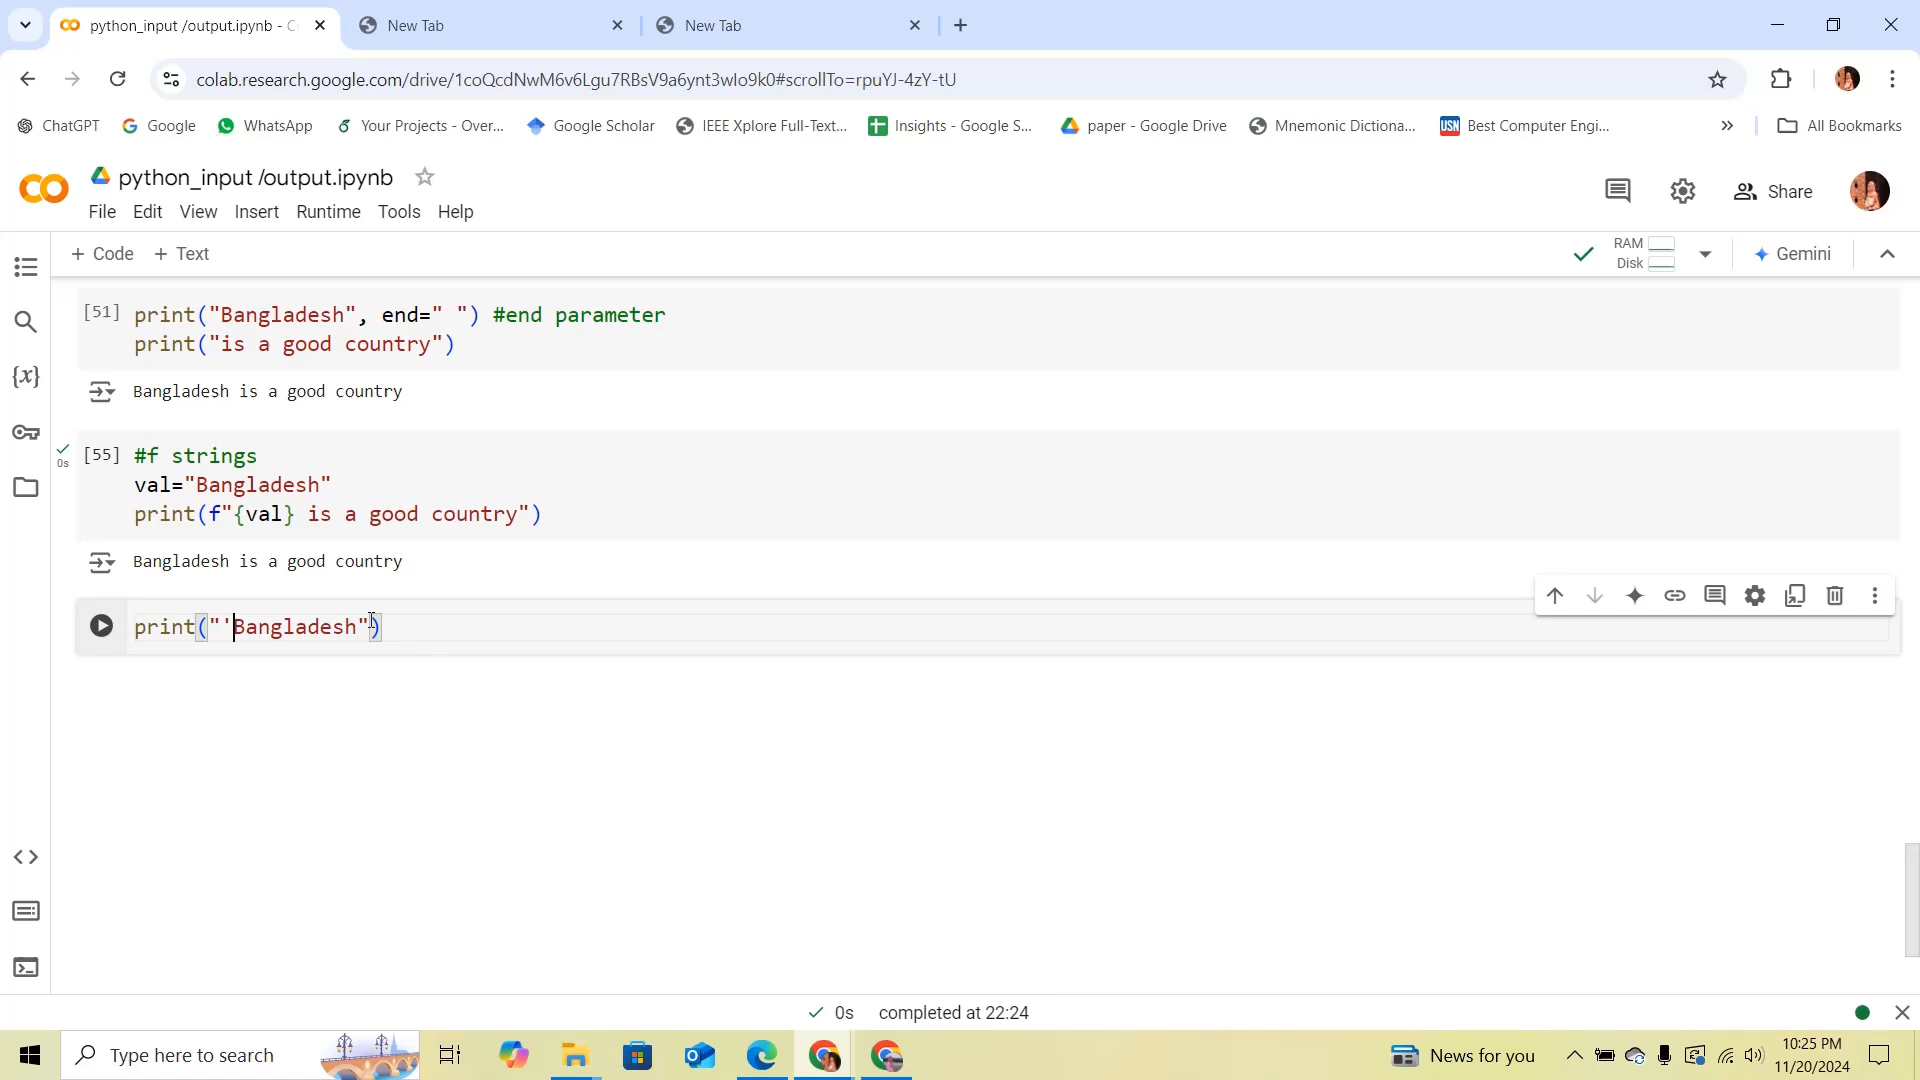 python_input /output.ipynb - C
New Tab
New Tab
colab.research.google.com/drive/1coQcdNwM6v6Lgu7RBsV9a6ynt3wIo9k0#scrollTo=rpuYJ-4zY-tU
ChatGPT
Google
WhatsApp
Your Projects - Over...
Google Scholar
IEEE Xplore Full-Text...
Insights - Google S...
paper - Google Drive
Mnemonic Dictiona...
USN
Best Computer Engi...
All Bookmarks
python_input /output.ipynb
File Edit View Insert Runtime Tools Help
Share
+ Code + Text
RAM
Disk
Gemini
[51] print("Bangladesh", end=" ") #end parameter
print("is a good country")
Bangladesh is a good country
0s
[55] #f strings
val="Bangladesh"
print(f"{val} is a good country")
Bangladesh is a good country
print("'Bangladesh")
0s completed at 22:24
Type here to search
News for you
10:25 PM
11/20/2024